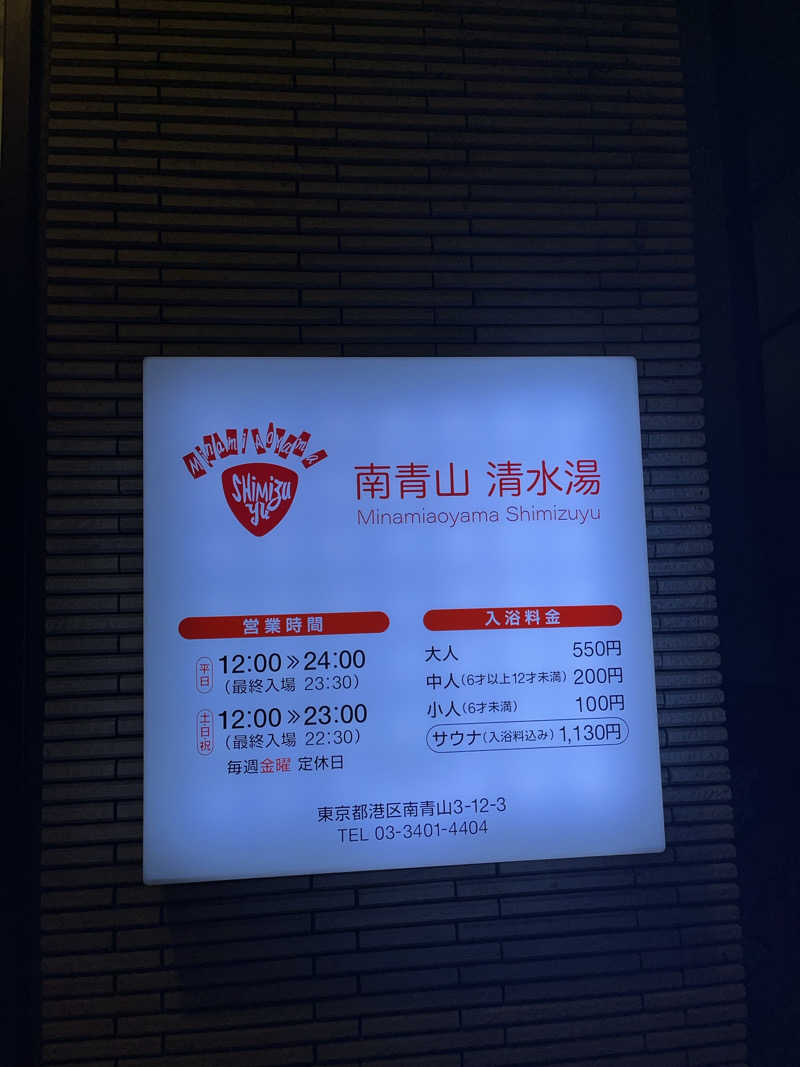 Minami Aoyama
SHIMIZU
yu
南青山 清水湯
Minamiaoyama Shimizuyu
営業時間
平日 12:00 » 24:00
（最終入場 23:30）
土日祝 12:00 » 23:00
（最終入場 22:30）
毎週金曜 定休日
入浴料金
大人 550円
中人（6才以上12才未満） 200円
小人（6才未満） 100円
サウナ（入浴料込み） 1,130円
東京都港区南青山3-12-3
TEL 03-3401-4404